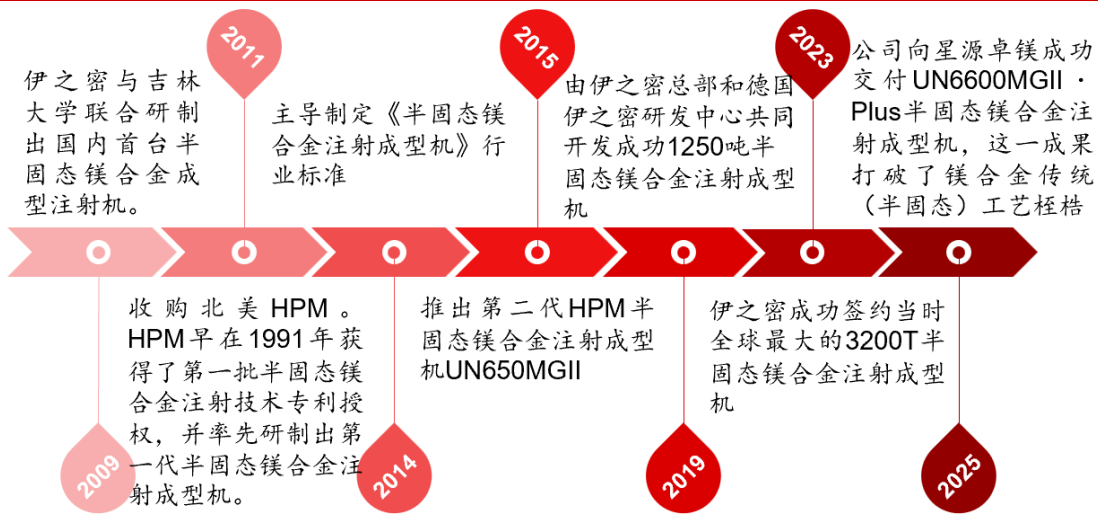 2011
2015
2023
伊之密与吉林
大学联合研制
出国内首台半
固态镁合金成
型注射机。
主导制定《半固态镁
合金注射成型机》行
业标准
由伊之密总部和德国
伊之密研发中心共同
开发成功1250吨半
固态镁合金注射成型
机
公司向星源卓镁成功
交付UN6600MGII·
Plus半固态镁合金注
射成型机，这一成果
打破了镁合金传统
（半固态）工艺桎梏
收购北美HPM。
HPM早在1991年获
得了第一批半固态镁
合金注射技术专利授
权，并率先研制出第
一代半固态镁合金注
射成型机。
推出第二代HPM半
固态镁合金注射成型
机UN650MGII
伊之密成功签约当时
全球最大的3200T半
固态镁合金注射成型
机
2009
2014
2019
2025